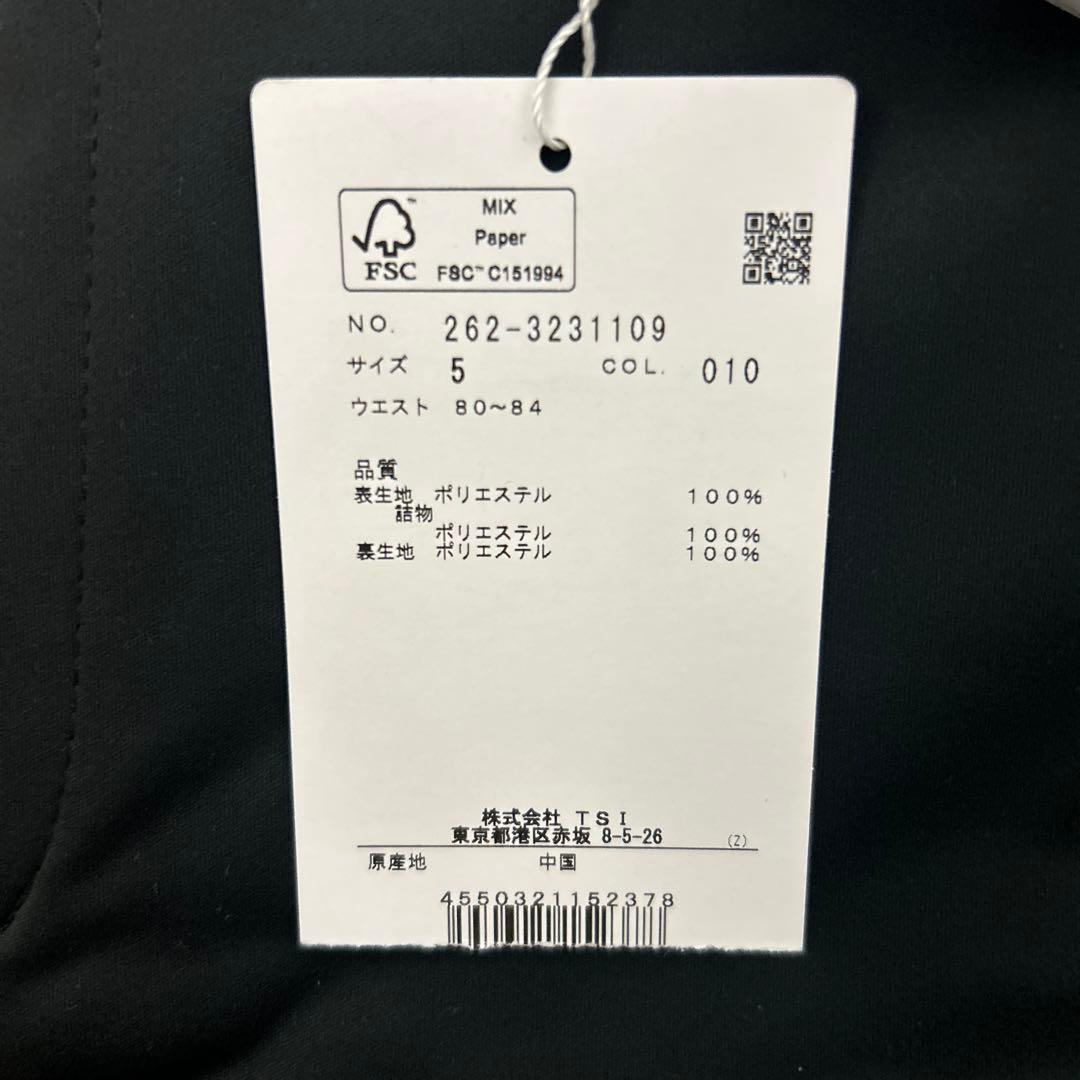 MIX
Paper
FSC™
FSC™ C151994
NO. 262-3231109
サイズ 5 COL. 010
ウエスト 80～84
品質
表生地 ポリエステル 100%
詰物
ポリエステル 100%
裏生地 ポリエステル 100%
株式会社 TSI
東京都港区赤坂 8-5-26 (Z)
原産地 中国
4550321152378